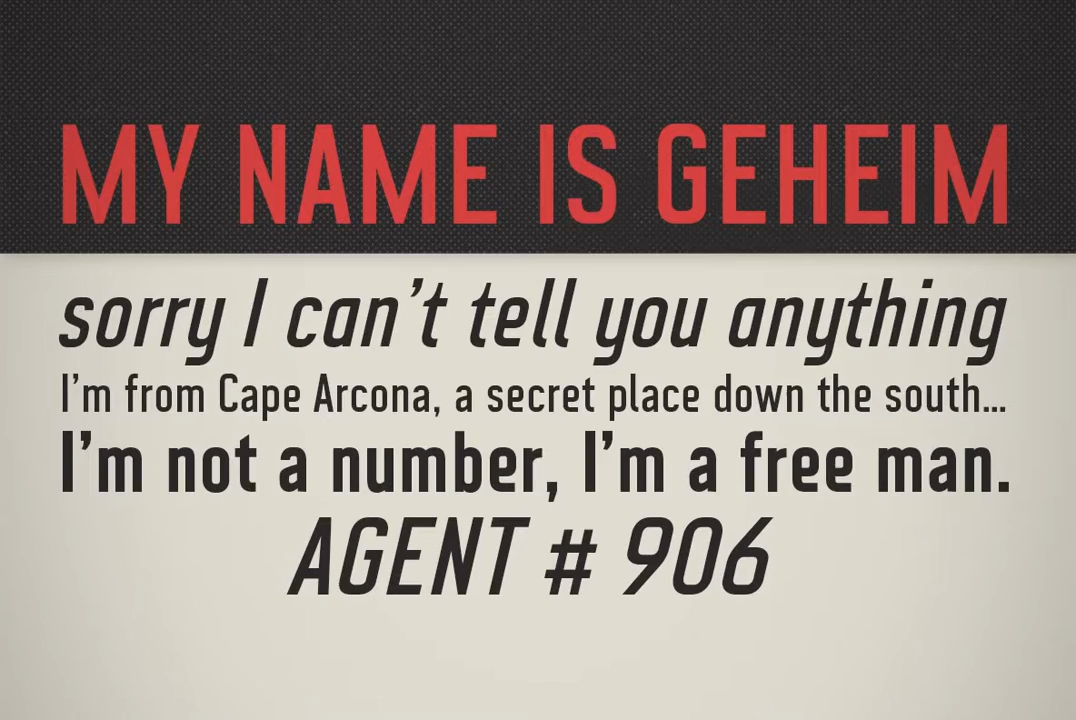 MY NAME IS GEHEIM
sorry I can’t tell you anything
I’m from Cape Arcona, a secret place down the south...
I’m not a number, I’m a free man.
AGENT # 906